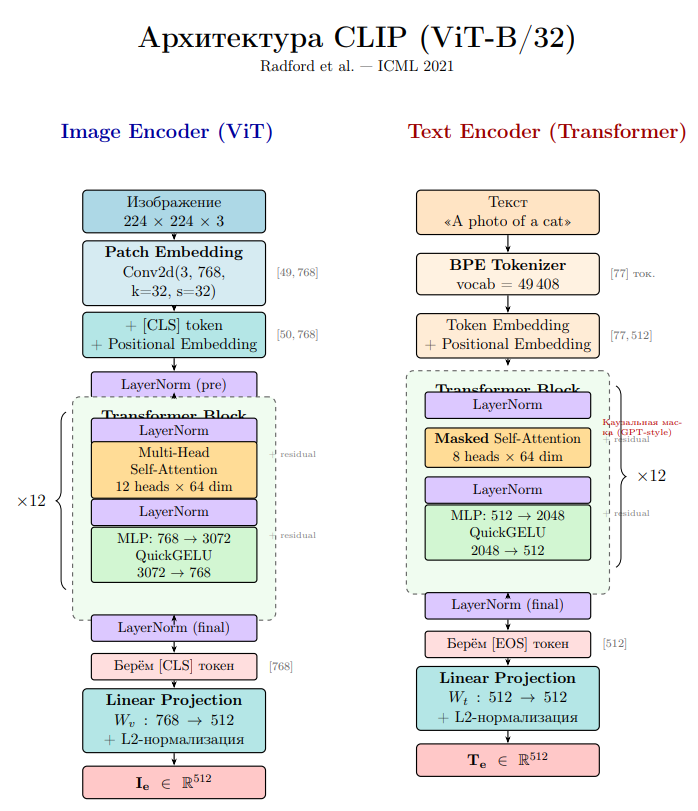 Архитектура CLIP (ViT-B/32)
Radford et al. — ICML 2021
Image Encoder (ViT)
Изображение
224 × 224 × 3
Patch Embedding
Conv2d(3, 768,
k=32, s=32)
[49, 768]
+ [CLS] token
+ Positional Embedding
[50, 768]
LayerNorm (pre)
Transformer Block
LayerNorm
Multi-Head
Self-Attention
12 heads × 64 dim
+ residual
LayerNorm
MLP: 768 → 3072
QuickGELU
3072 → 768
+ residual
×12
LayerNorm (final)
Берём [CLS] токен
[768]
Linear Projection
W_v : 768 → 512
+ L2-нормализация
I_e ∈ ℝ^512
Text Encoder (Transformer)
Текст
«A photo of a cat»
BPE Tokenizer
vocab = 49 408
[77] ток.
Token Embedding
+ Positional Embedding
[77, 512]
Transformer Block
LayerNorm
Каузальная мас-
ка (GPT-style)
Masked Self-Attention
8 heads × 64 dim
+ residual
LayerNorm
MLP: 512 → 2048
QuickGELU
2048 → 512
+ residual
×12
LayerNorm (final)
Берём [EOS] токен
[512]
Linear Projection
W_t : 512 → 512
+ L2-нормализация
T_e ∈ ℝ^512